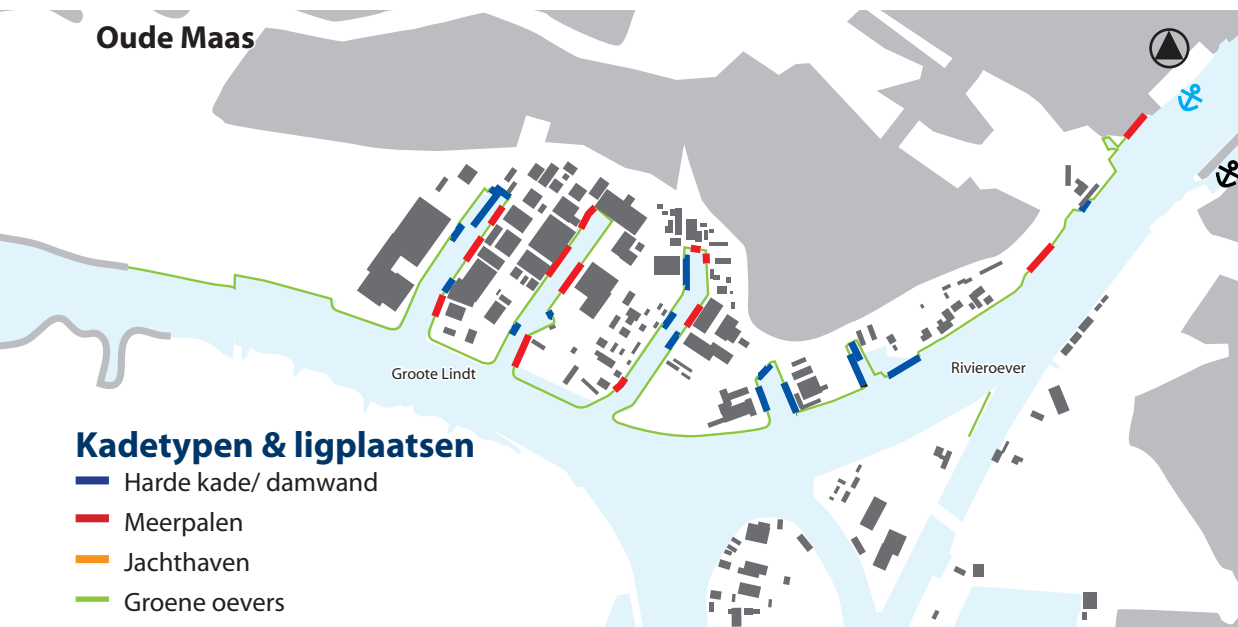 Oude Maas
Groote Lindt
Rivieroever
Kadetypen & ligplaatsen
Harde kade/ damwand
Meerpalen
Jachthaven
Groene oevers